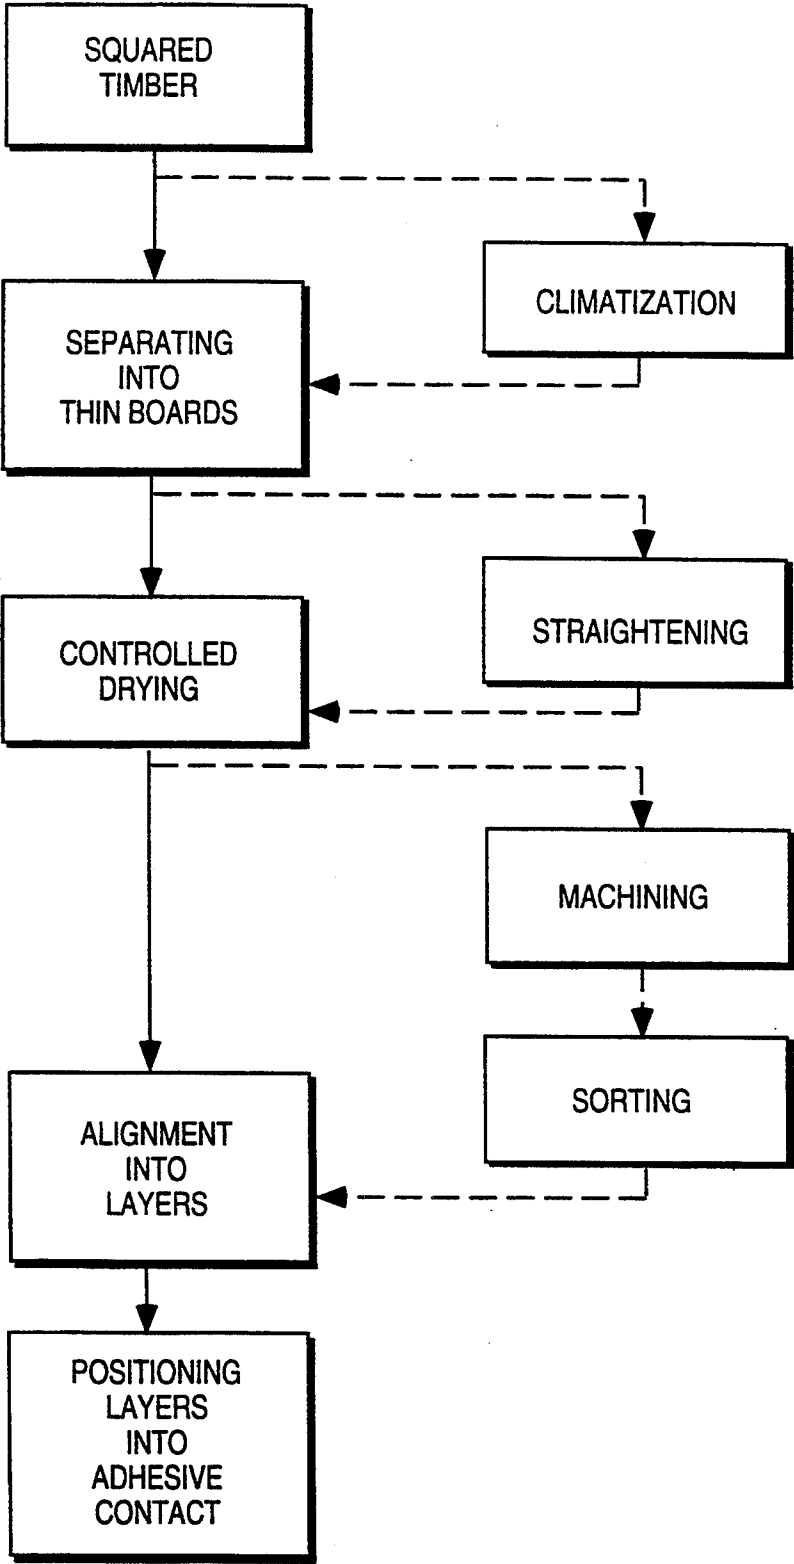 SQUARED
TIMBER
CLIMATIZATION
SEPARATING
INTO
THIN BOARDS
STRAIGHTENING
CONTROLLED
DRYING
MACHINING
SORTING
ALIGNMENT
INTO
LAYERS
POSITIONING
LAYERS
INTO
ADHESIVE
CONTACT